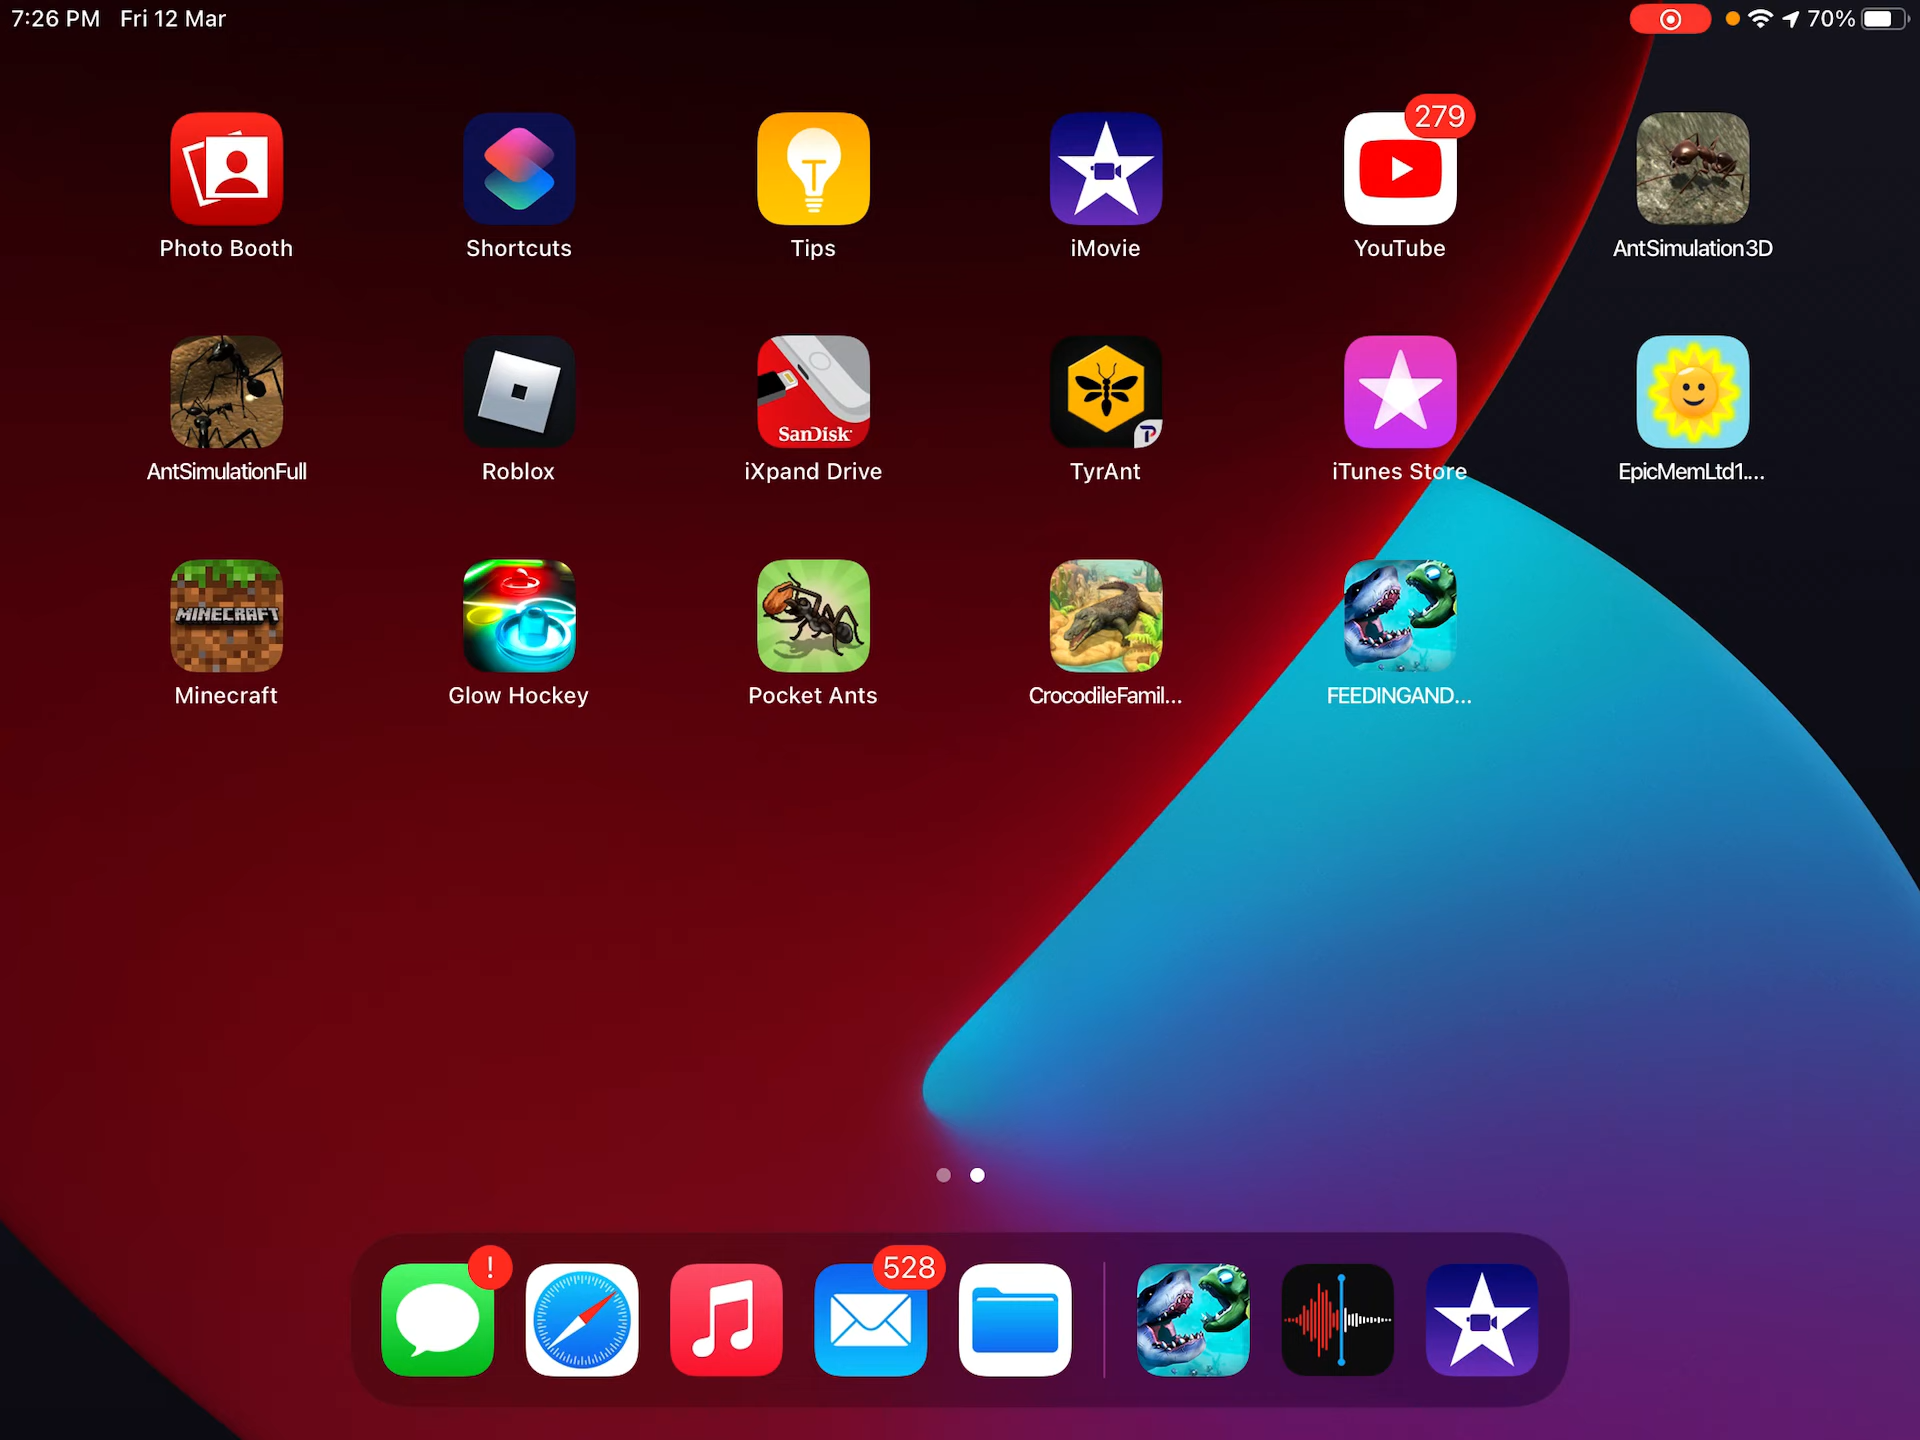 7:26 PM Fri 12 Mar 70%
279
Photo Booth Shortcuts Tips iMovie YouTube AntSimulation3D
SanDisk
AntSimulationFull Roblox iXpand Drive TyrAnt iTunes Store EpicMemLtd1....
MINECRAFT
Minecraft Glow Hockey Pocket Ants CrocodileFamil... FEEDINGAND...
! 528